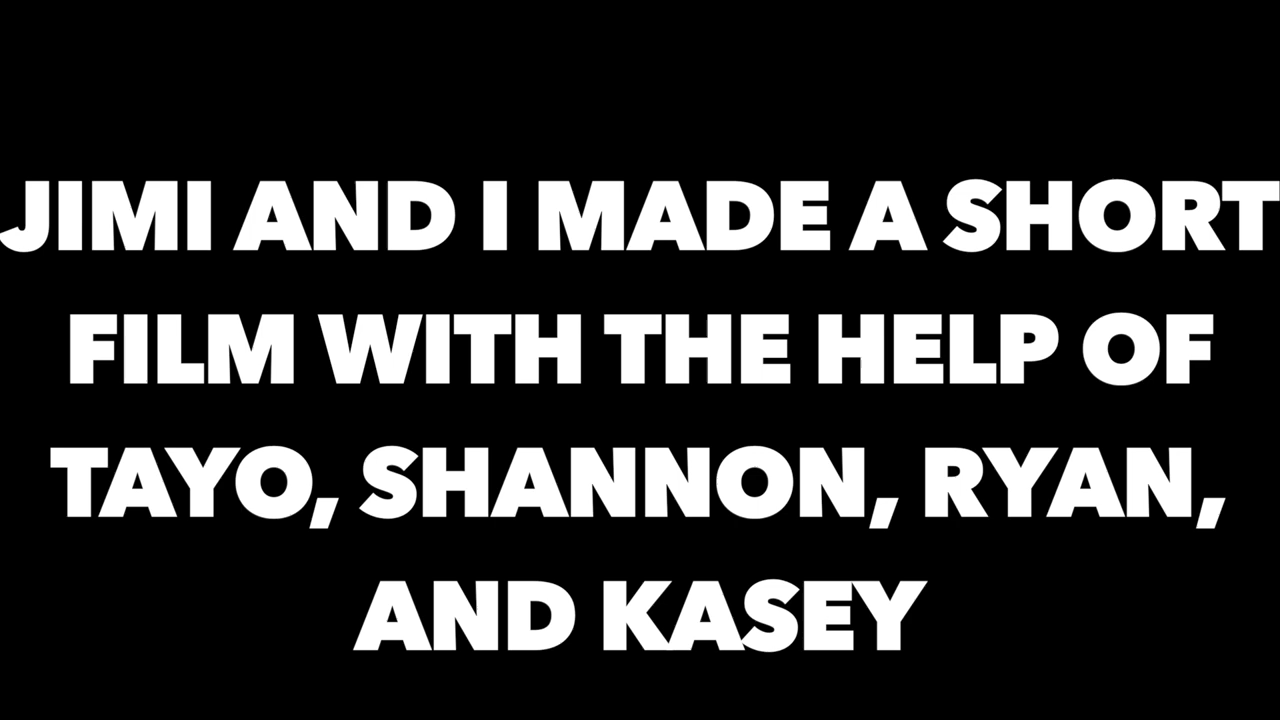 JIMI AND I MADE A SHORT
FILM WITH THE HELP OF
TAYO, SHANNON, RYAN,
AND KASEY